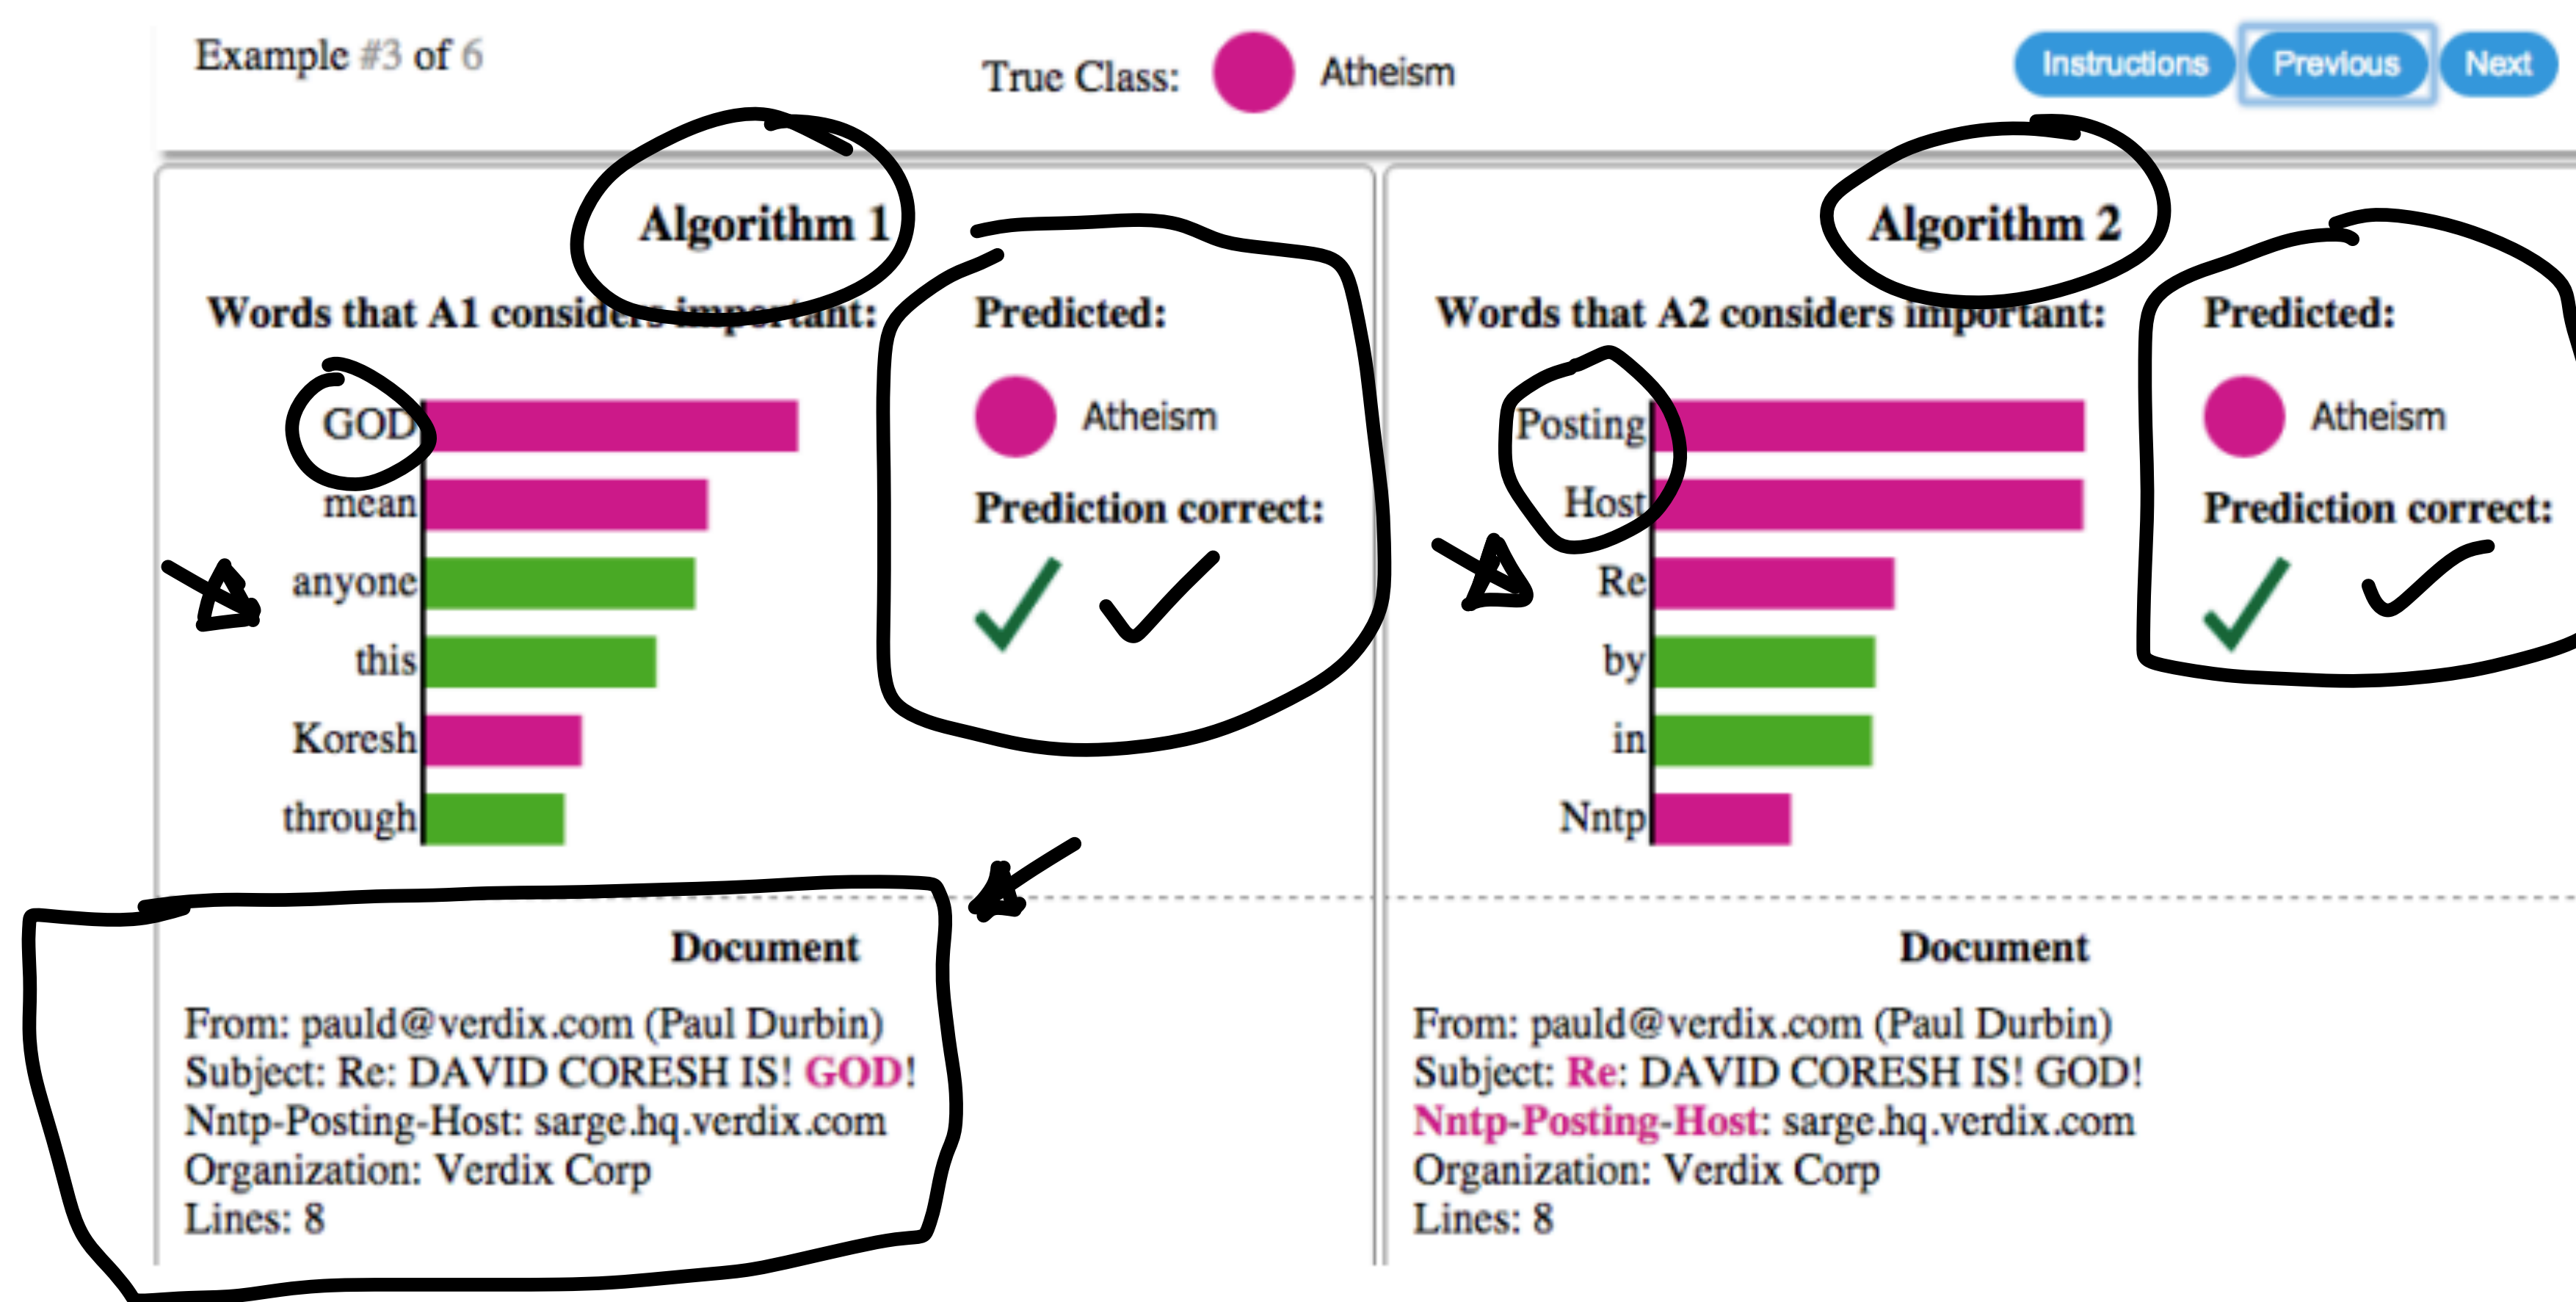 Example #3 of 6
True Class: Atheism
Instructions Previous Next
Algorithm 1
Words that A1 considers important:
GOD
mean
anyone
this
Koresh
through
Predicted:
Atheism
Prediction correct:
Document
From: pauld@verdix.com (Paul Durbin)
Subject: Re: DAVID CORESH IS! GOD!
Nntp-Posting-Host: sarge.hq.verdix.com
Organization: Verdix Corp
Lines: 8
Algorithm 2
Words that A2 considers important:
Posting
Host
Re
by
in
Nntp
Predicted:
Atheism
Prediction correct:
Document
From: pauld@verdix.com (Paul Durbin)
Subject: Re: DAVID CORESH IS! GOD!
Nntp-Posting-Host: sarge.hq.verdix.com
Organization: Verdix Corp
Lines: 8